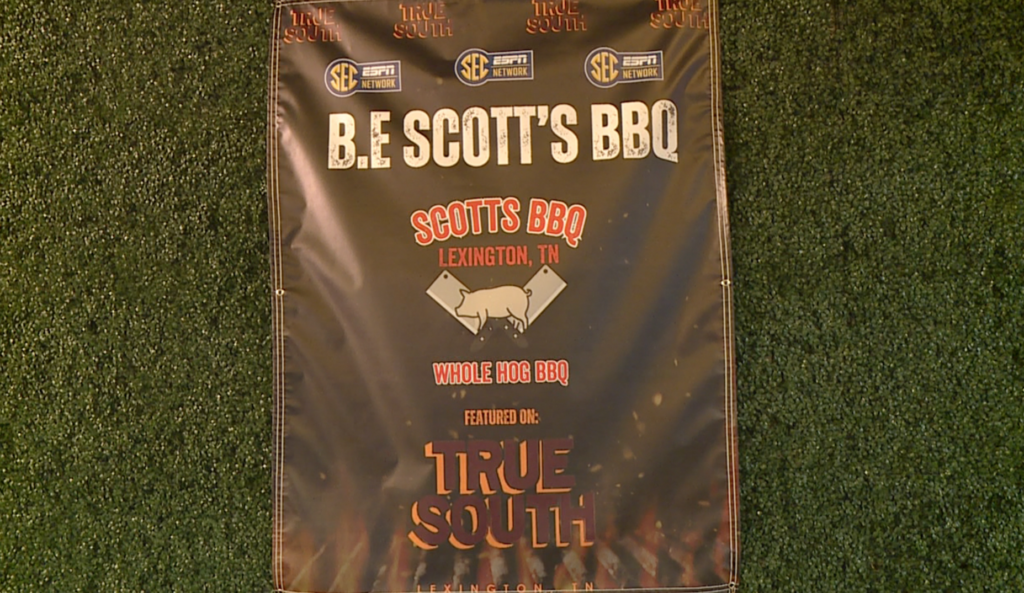 TRUE SOUTH TRUE SOUTH TRUE SOUTH TRUE SOUTH
SEC ESPN NETWORK SEC ESPN NETWORK SEC ESPN NETWORK
B.E SCOTT'S BBQ
SCOTTS BBQ
LEXINGTON, TN
WHOLE HOG BBQ
FEATURED ON:
TRUE
SOUTH
LEXINGTON TN